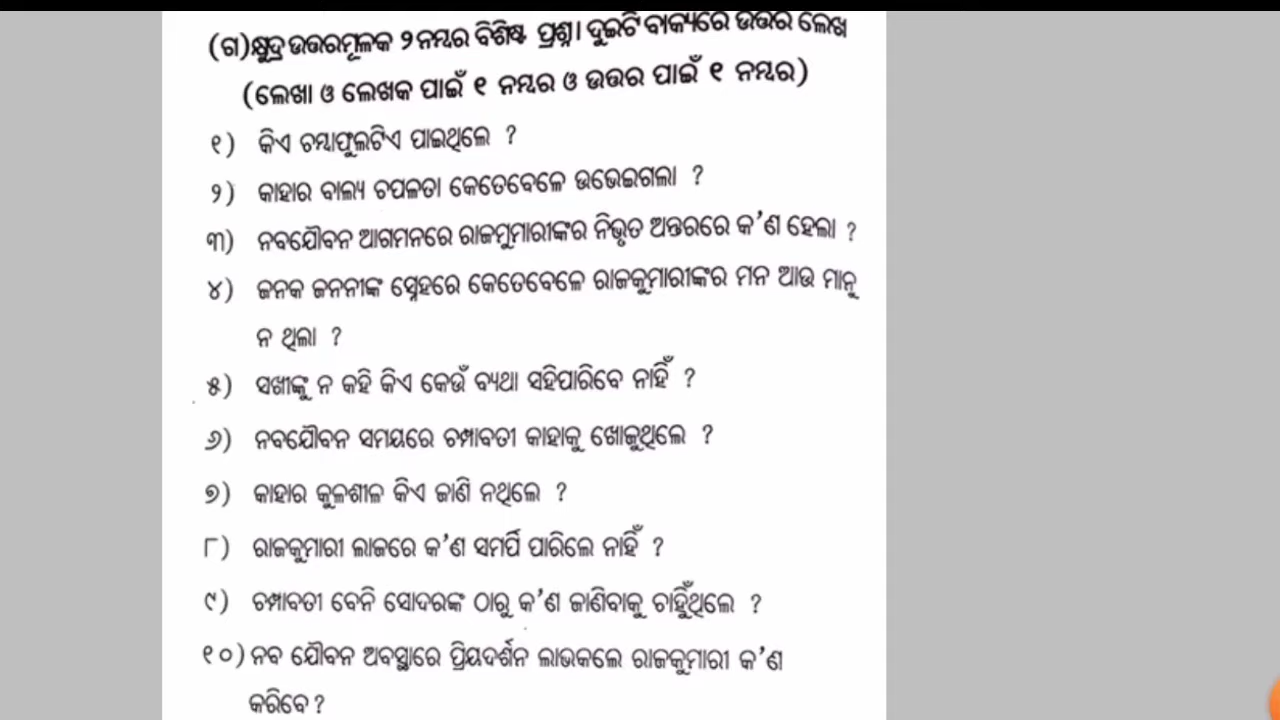 (ଗ)କ୍ଷୁଦ୍ର ଉତ୍ତରମୂଳକ ୨ ନମ୍ବର ବିଶିଷ୍ଟ ପ୍ରଶ୍ନ । ଦୁଇଟି ବାକ୍ୟରେ ଉତ୍ତର ଲେଖ
(ଲେଖା ଓ ଲେଖକ ପାଇଁ ୧ ନମ୍ବର ଓ ଉତ୍ତର ପାଇଁ ୧ ନମ୍ବର)
୧) କିଏ ଚମ୍ପାଫୁଲଟିଏ ପାଇଥିଲେ ?
୨) କାହାର ବାଲ୍ୟ ଚପଳତା କେତେବେଳେ ଉଭେଇଗଲା ?
୩) ନବଯୌବନ ଆଗମନରେ ରାଜମୁମାରୀଙ୍କର ନିଭୃତ ଅନ୍ତରରେ କ'ଣ ହେଲା ?
୪) ଜନକ ଜନନୀଙ୍କ ସ୍ନେହରେ କେତେବେଳେ ରାଜକୁମାରୀଙ୍କର ମନ ଆଉ ମାନୁ
ନ ଥିଲା ?
୫) ସଖୀଙ୍କୁ ନ କହି କିଏ କେଉଁ ବ୍ୟଥା ସହିପାରିବେ ନାହିଁ ?
୬) ନବଯୌବନ ସମୟରେ ଚମ୍ପାବତୀ କାହାକୁ ଖୋଜୁଥିଲେ ?
୭) କାହାର କୁଳଶୀଳ କିଏ ଜାଣି ନଥିଲେ ?
୮) ରାଜକୁମାରୀ ଲାଜରେ କ'ଣ ସମର୍ପି ପାରିଲେ ନାହିଁ ?
୯) ଚମ୍ପାବତୀ ବେନି ସୋଦରଙ୍କ ଠାରୁ କ'ଣ ଜାଣିବାକୁ ଚାହୁଁଥିଲେ ?
୧୦) ନବ ଯୌବନ ଅବସ୍ଥାରେ ପ୍ରିୟଦର୍ଶନ ଲାଭକଲେ ରାଜକୁମାରୀ କ'ଣ
କରିବେ ?